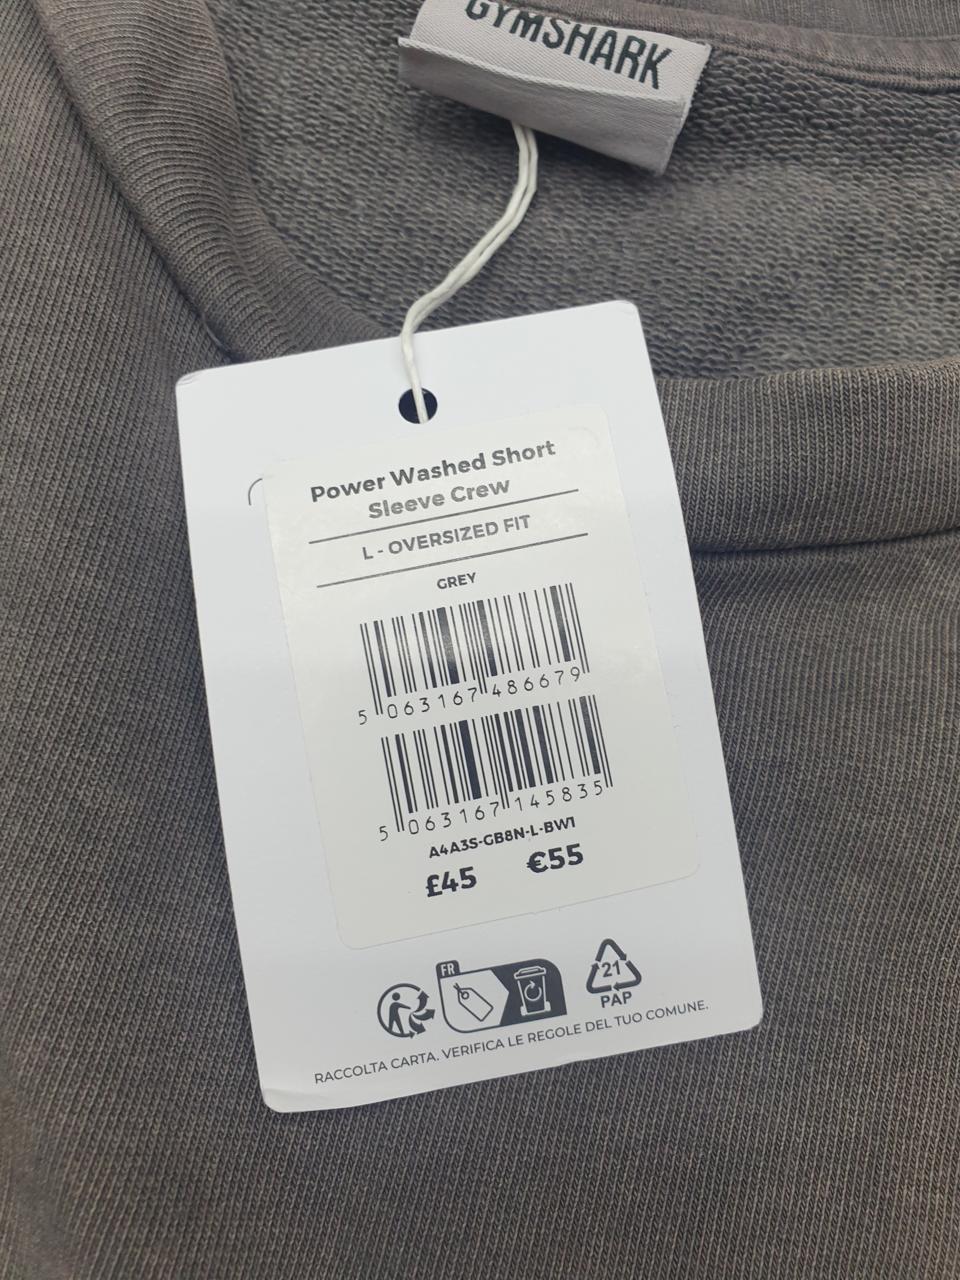 GYMSHARK
Power Washed Short
Sleeve Crew
L - OVERSIZED FIT
GREY
5 063167 486679
5 063167 145835
A4A3S-GB8N-L-BW1
£45 €55
FR
21
PAP
RACCOLTA CARTA. VERIFICA LE REGOLE DEL TUO COMUNE.